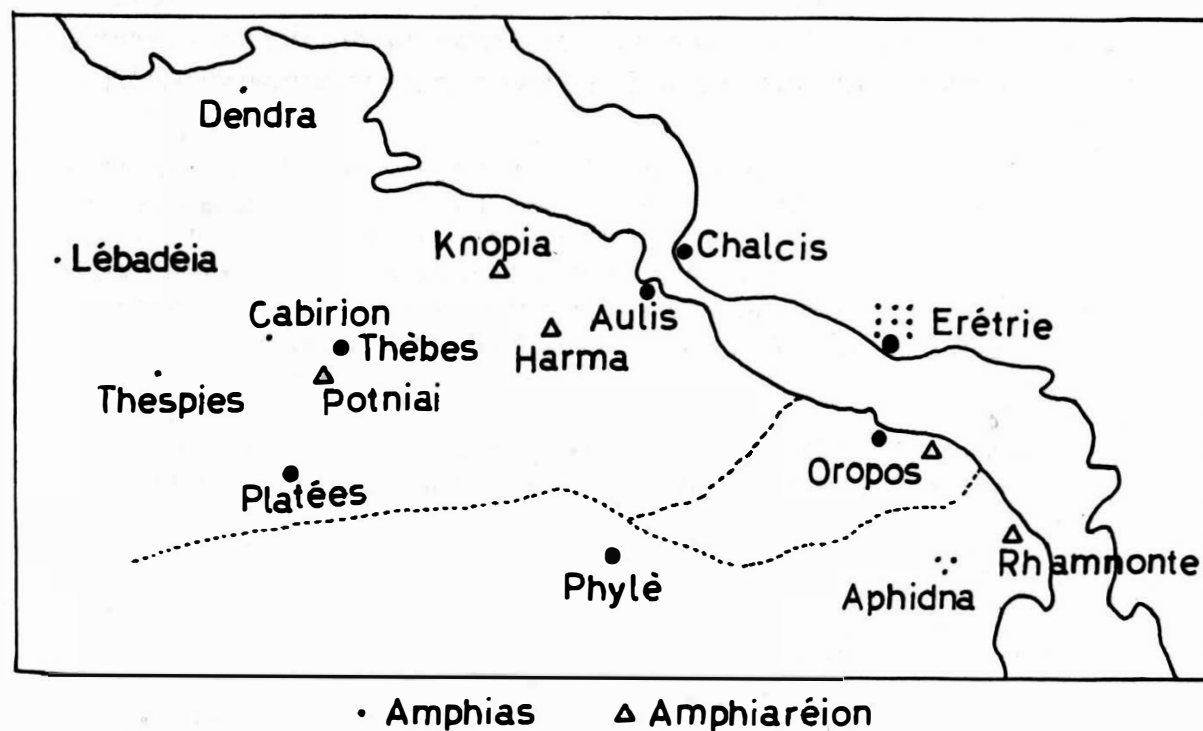 Dendra
Lébadéia
Knopia
Chalcis
Cabirion
Aulis
Erétrie
Thèbes
Harma
Thespies
Potniai
Oropos
Platées
Phylè
Aphidna
Rhamnonte
• Amphias
△ Amphiaréion